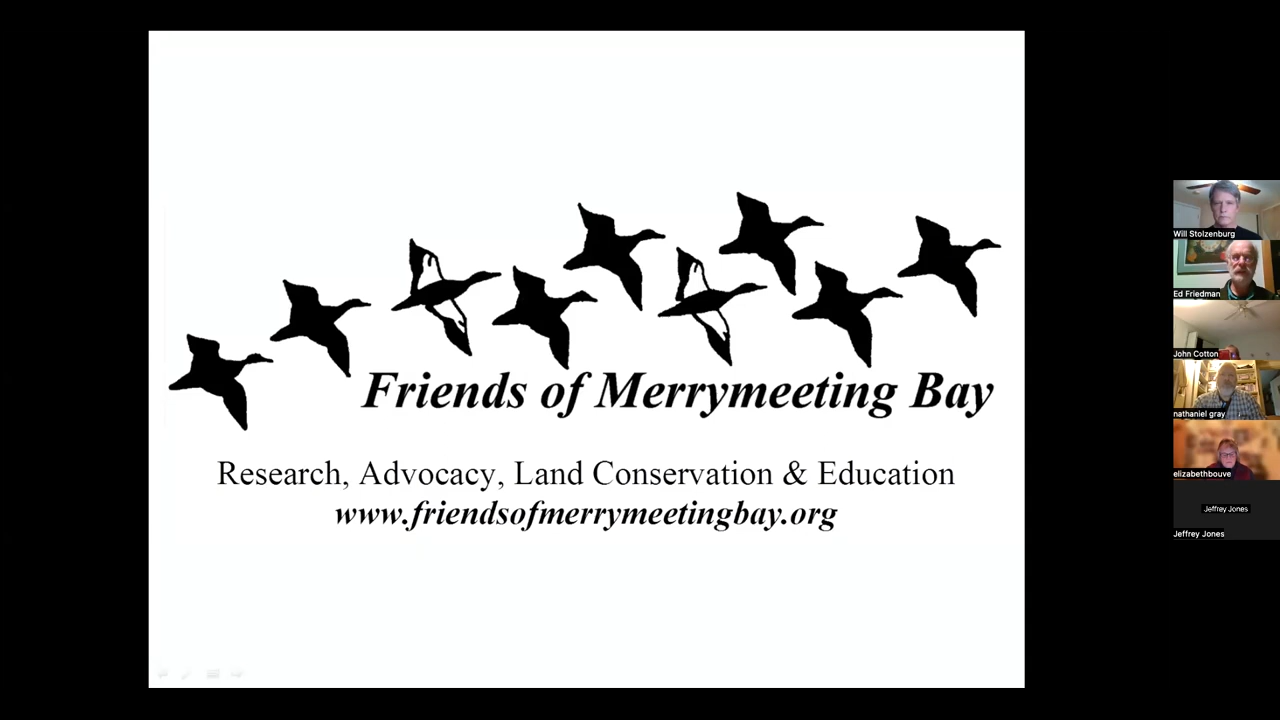 Friends of Merrymeeting Bay
Research, Advocacy, Land Conservation & Education
www.friendsofmerrymeetingbay.org
Will Stolzenburg
Ed Friedman
John Cotton
nathaniel gray
elizabethbouve
Jeffrey Jones
Jeffrey Jones